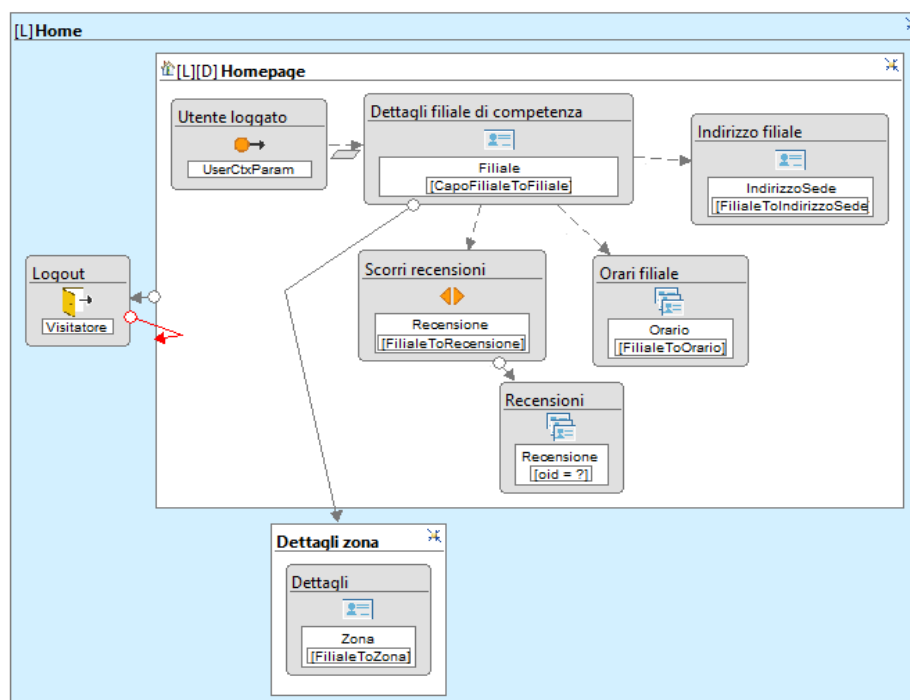 [L]Home
[L][D] Homepage
Utente loggato
UserCtxParam
Dettagli filiale di competenza
Filiale
[CapoFilialeToFiliale]
Indirizzo filiale
IndirizzoSede
[FilialeToIndirizzoSede
Logout
Visitatore
Scorri recensioni
Recensione
[FilialeToRecensione]
Orari filiale
Orario
[FilialeToOrario]
Recensioni
Recensione
[oid = ?]
Dettagli zona
Dettagli
Zona
[FilialeToZona]